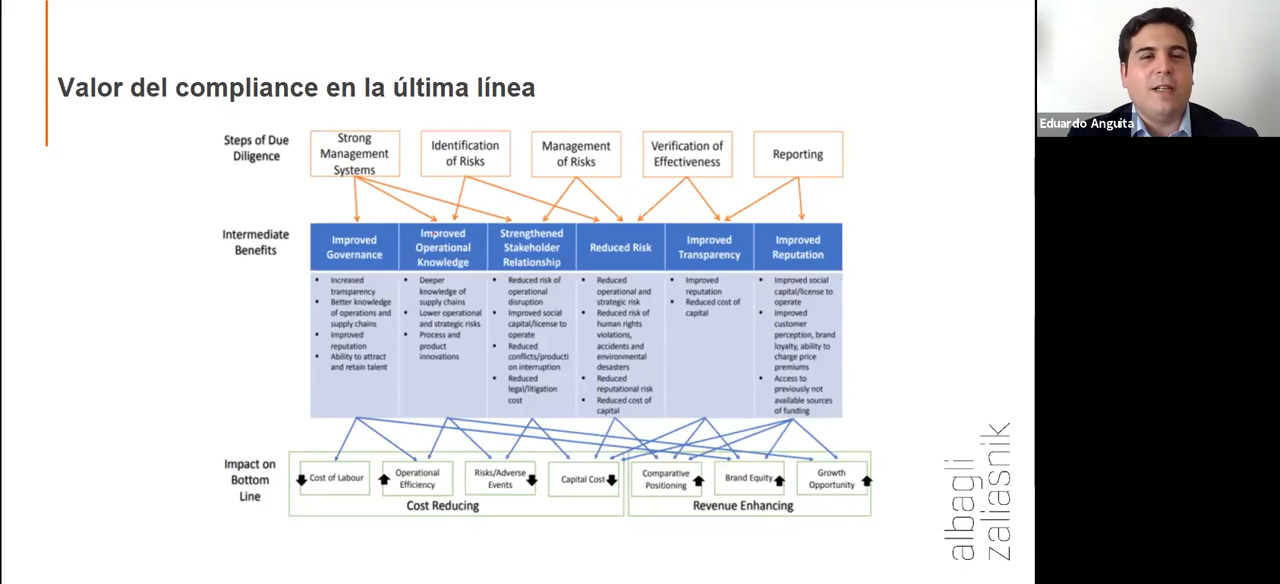 Valor del compliance en la última línea
Eduardo Anguita
Steps of Due
Diligence
Strong
Management
Systems
Identification
of Risks
Management
of Risks
Verification of
Effectiveness
Reporting
Intermediate
Benefits
Improved
Governance
Improved
Operational
Knowledge
Strengthened
Stakeholder
Relationship
Reduced Risk
Improved
Transparency
Improved
Reputation
▪ Increased
transparency
▪ Better knowledge
of operations and
supply chains
▪ Improved
reputation
▪ Ability to attract
and retain talent
▪ Deeper
knowledge of
supply chains
▪ Lower operational
and strategic risks
▪ Process and
product
innovations
▪ Reduced risk of
operational
disruption
▪ Improved social
capital/license to
operate
▪ Reduced
conflicts/producti
on interruption
▪ Reduced
legal/litigation
cost
▪ Reduced
operational and
strategic risk
▪ Reduced risk of
human rights
violations,
accidents and
environmental
desasters
▪ Reduced
reputational risk
▪ Reduced cost of
capital
▪ Improved
reputation
▪ Reduced cost of
capital
▪ Improved social
capital/license to
operate
▪ Improved
customer
perception, brand
loyalty, ability to
charge price
premiums
▪ Access to
previously not
available sources
of funding
Impact on
Bottom
Line
Cost of Labour
Operational
Efficiency
Risks/Adverse
Events
Capital Cost
Comparative
Positioning
Brand Equity
Growth
Opportunity
Cost Reducing
Revenue Enhancing
albagli
zaliasnik